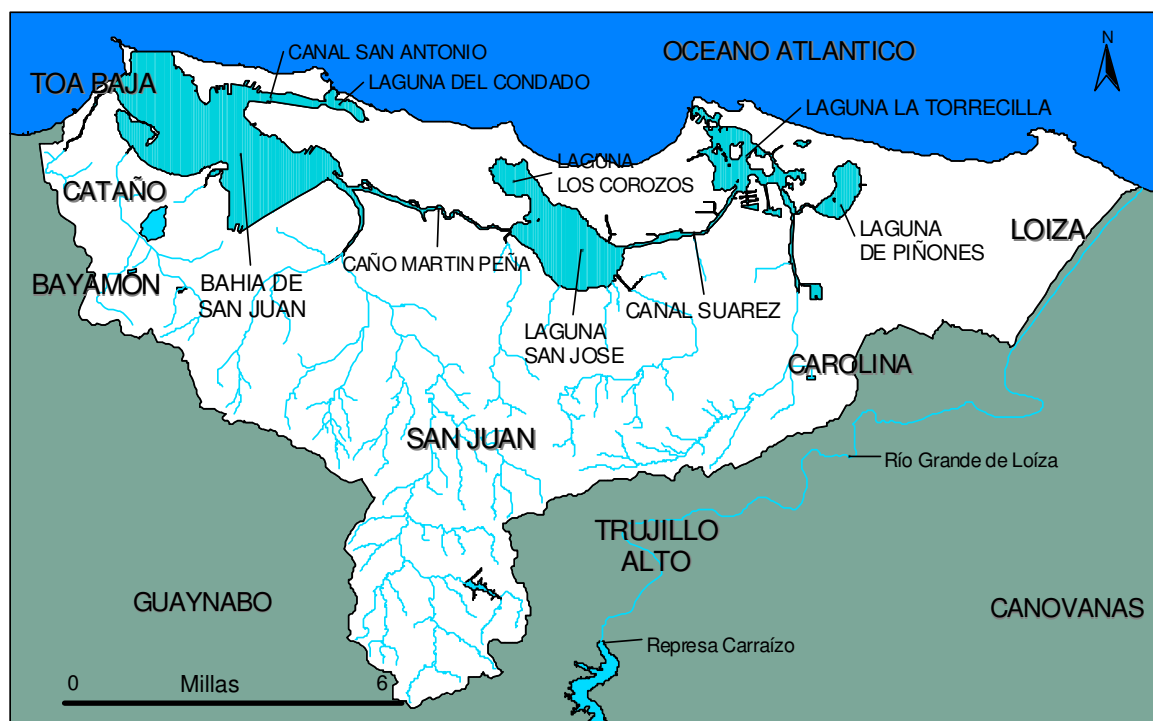 CANAL SAN ANTONIO
OCEANO ATLANTICO
N
TOA BAJA
LAGUNA DEL CONDADO
LAGUNA LA TORRECILLA
LAGUNA
LOS COROZOS
CATAÑO
LAGUNA
DE PIÑONES
LOIZA
BAYAMÓN
BAHIA DE
SAN JUAN
CAÑO MARTIN PEÑA
CANAL SUAREZ
LAGUNA
SAN JOSE
CAROLINA
SAN JUAN
Río Grande de Loíza
TRUJILLO
ALTO
GUAYNABO
CANOVANAS
Represa Carraízo
0 Millas 6